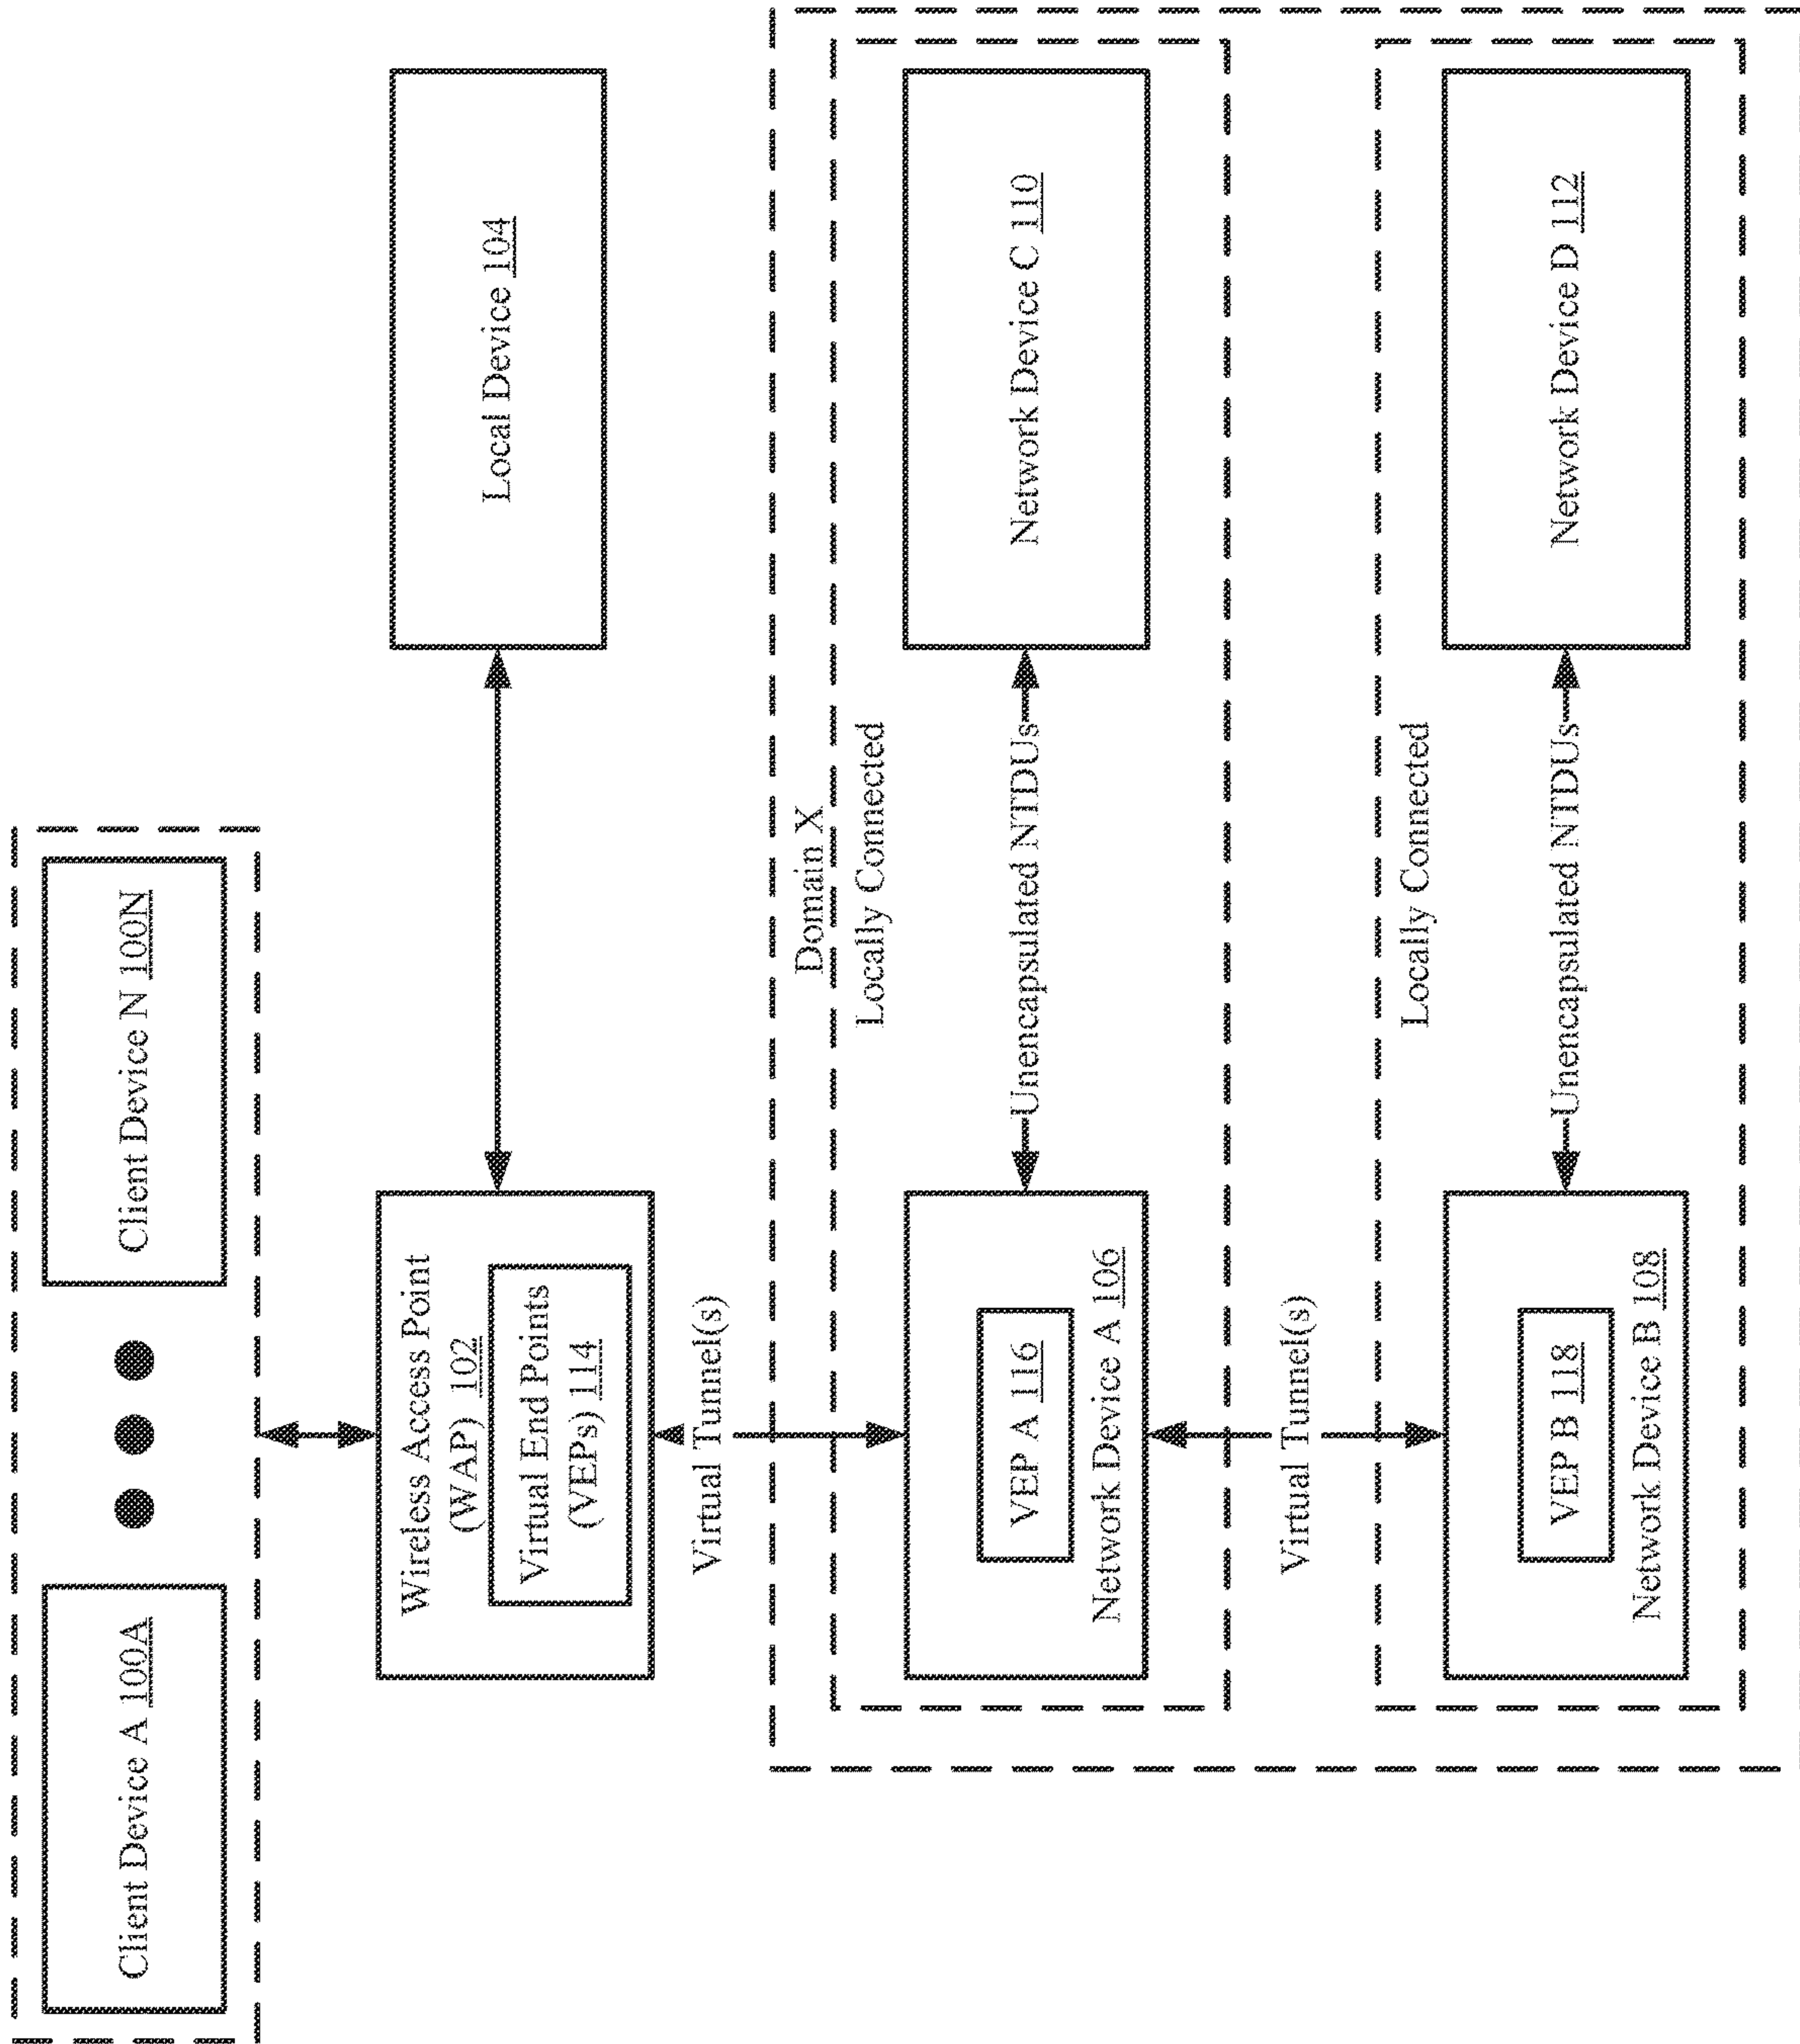 Client Device A 100A
Client Device N 100N
Wireless Access Point
(WAP) 102
Virtual End Points
(VEPs) 114
Local Device 104
Virtual Tunnel(s)
Domain X
Locally Connected
VEP A 116
Network Device A 106
Unencapsulated NTDUs
Network Device C 110
Virtual Tunnel(s)
Locally Connected
VEP B 118
Network Device B 108
Unencapsulated NTDUs
Network Device D 112